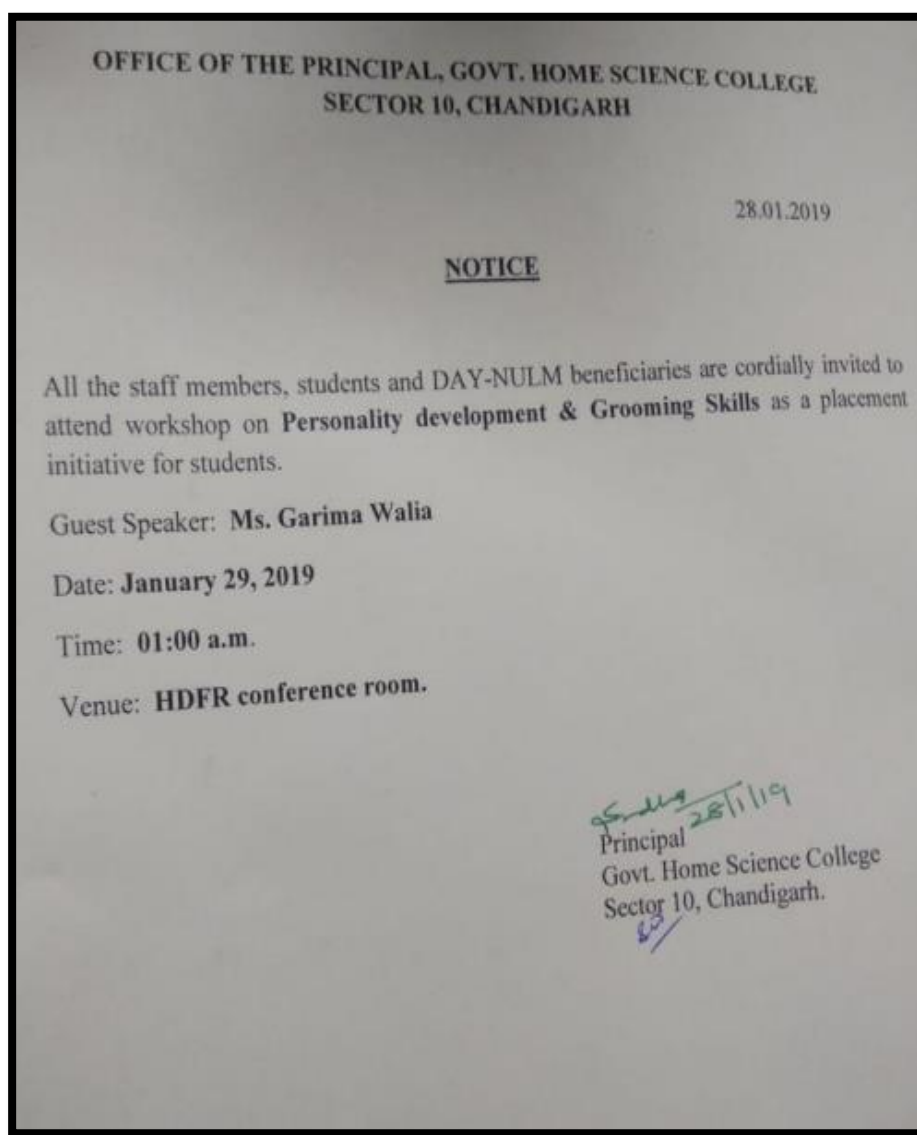 OFFICE OF THE PRINCIPAL, GOVT. HOME SCIENCE COLLEGE
SECTOR 10, CHANDIGARH
28.01.2019
NOTICE
All the staff members, students and DAY-NULM beneficiaries are cordially invited to
attend workshop on Personality development & Grooming Skills as a placement
initiative for students.
Guest Speaker: Ms. Garima Walia
Date: January 29, 2019
Time: 01:00 a.m.
Venue: HDFR conference room.
28/1/19
Principal
Govt. Home Science College
Sector 10, Chandigarh.